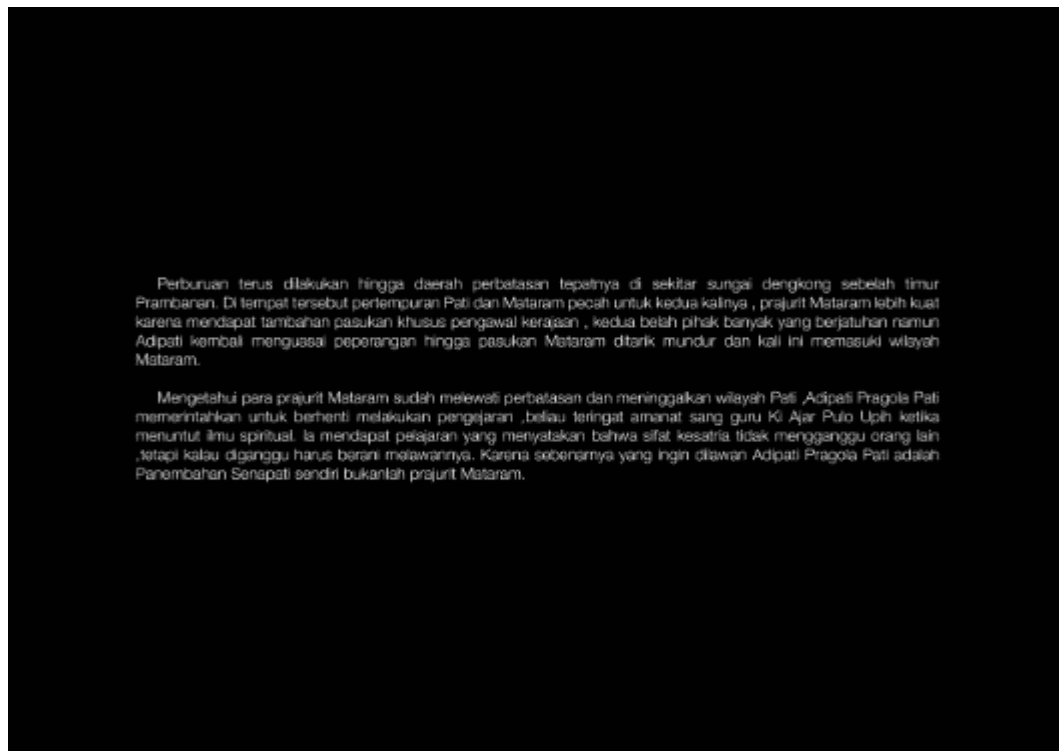 Perburuan terus dilakukan hingga daerah perbatasan tepatnya di sekitar sungai dengkong sebelah timur
Prambanan. Di tempat tersebut pertempuran Pati dan Mataram pecah untuk kedua kalinya , prajurit Mataram lebih kuat
karena mendapat tambahan pasukan khusus pengawal kerajaan , kedua belah pihak banyak yang berjatuhan namun
Adipati kembali menguasai peperangan hingga pasukan Mataram ditarik mundur dan kali ini memasuki wilayah
Mataram.
Mengetahui para prajurit Mataram sudah melewati perbatasan dan meninggalkan wilayah Pati ,Adipati Pragola Pati
memerintahkan untuk berhenti melakukan pengejaran ,beliau teringat amanat sang guru Ki Ajar Pulo Upih ketika
menuntut ilmu spiritual. Ia mendapat pelajaran yang menyatakan bahwa sifat kesatria tidak mengganggu orang lain
,tetapi kalau diganggu harus berani melawannya. Karena sebenarnya yang ingin dilawan Adipati Pragola Pati adalah
Panembahan Senapati sendiri bukanlah prajurit Mataram.